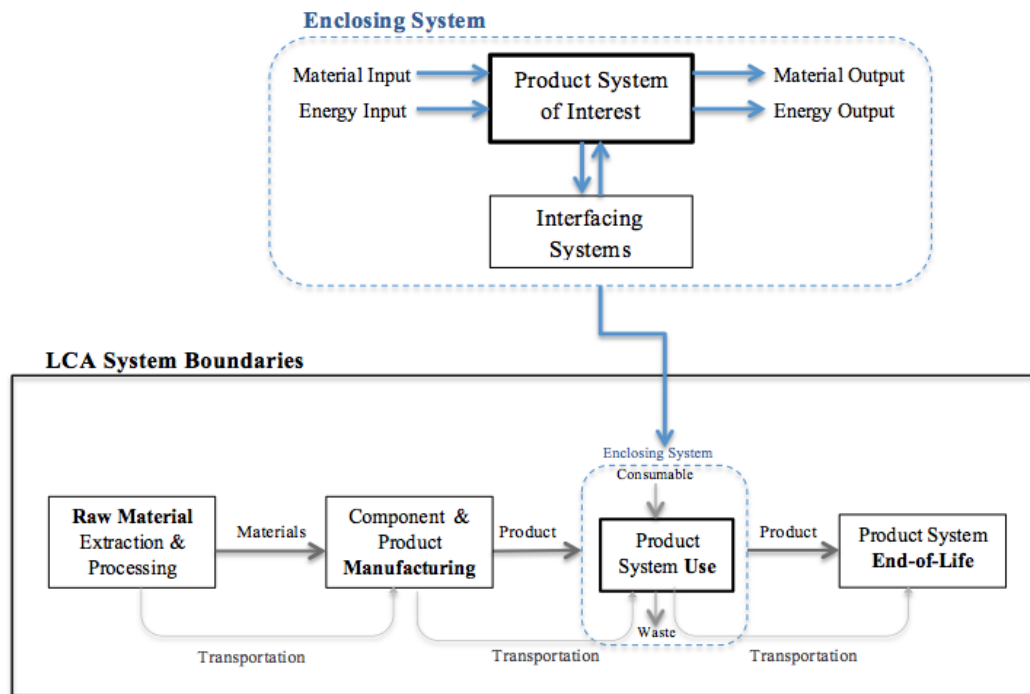 Enclosing System
Material Input
Energy Input
Product System
of Interest
Material Output
Energy Output
Interfacing
Systems
LCA System Boundaries
Enclosing System
Consumable
Raw Material
Extraction &
Processing
Materials
Component &
Product
Manufacturing
Product
Product
System Use
Product
Product System
End-of-Life
Waste
Transportation
Transportation
Transportation